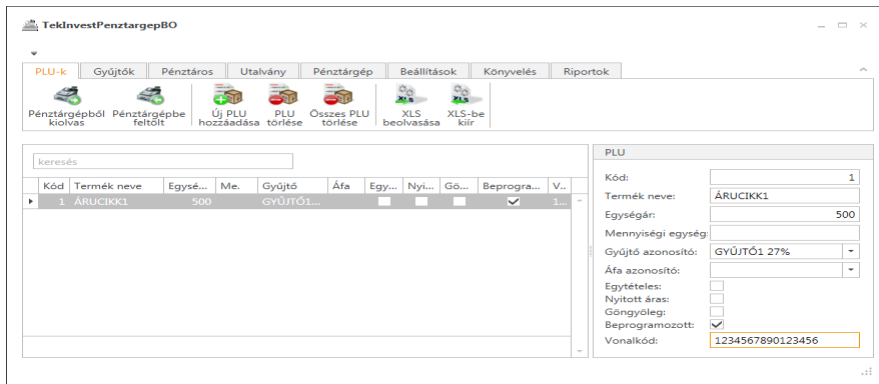 TekInvestPenztargepBO
PLU-k Gyűjtők Pénztáros Utalvány Pénztárgép Beállítások Könyvelés Riportok
Pénztárgépből kiolvas
Pénztárgépbe feltölt
Új PLU hozzáadása
PLU törlése
Összes PLU törlése
XLS beolvasása
XLS-be kiír
keresés
Kód Termék neve Egysé... Me. Gyűjtő Áfa Egy... Nyi... Gö... Beprogra... V..
1 ÁRUCIKK1 500 GYŰJTŐ1... 1...
PLU
Kód: 1
Termék neve: ÁRUCIKK1
Egységár: 500
Mennyiségi egység:
Gyűjtő azonosító: GYŰJTŐ1 27%
Áfa azonosító:
Egytételes:
Nyitott áras:
Göngyöleg:
Beprogramozott:
Vonalkód: 1234567890123456